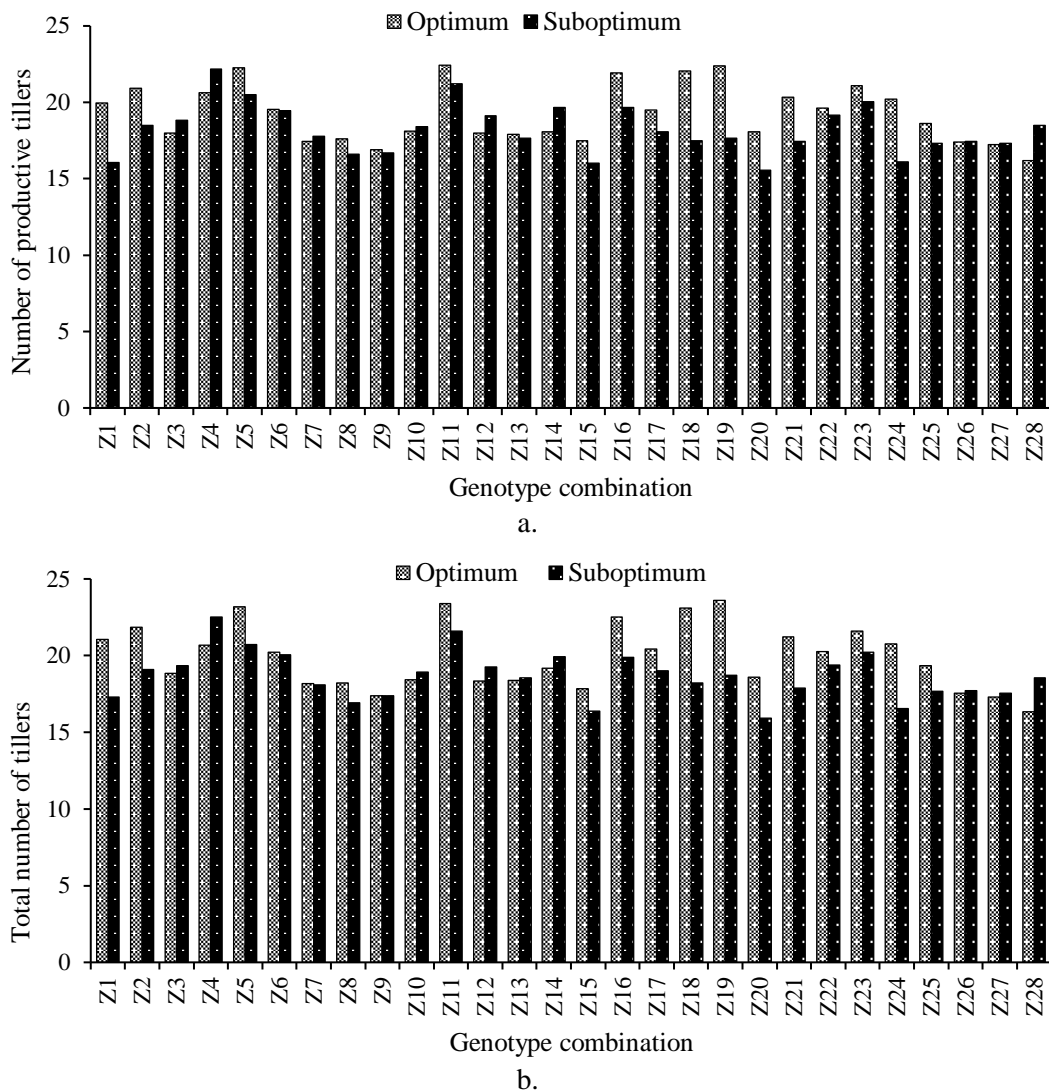 Optimum Suboptimum
25
20
15
10
5
0
Number of productive tillers
Z1 Z2 Z3 Z4 Z5 Z6 Z7 Z8 Z9 Z10 Z11 Z12 Z13 Z14 Z15 Z16 Z17 Z18 Z19 Z20 Z21 Z22 Z23 Z24 Z25 Z26 Z27 Z28
Genotype combination
a.
Optimum Suboptimum
25
20
15
10
5
0
Total number of tillers
Z1 Z2 Z3 Z4 Z5 Z6 Z7 Z8 Z9 Z10 Z11 Z12 Z13 Z14 Z15 Z16 Z17 Z18 Z19 Z20 Z21 Z22 Z23 Z24 Z25 Z26 Z27 Z28
Genotype combination
b.